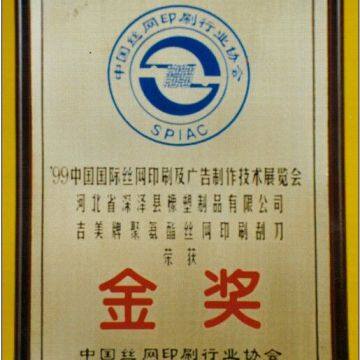 中国丝网印刷行业协会
SPIAC
'99中国国际丝网印刷及广告制作技术展览会
河北省深泽县橡塑制品有限公司
吉美牌聚氨酯丝网印刷刮刀
荣获
金奖
中国丝网印刷行业协会